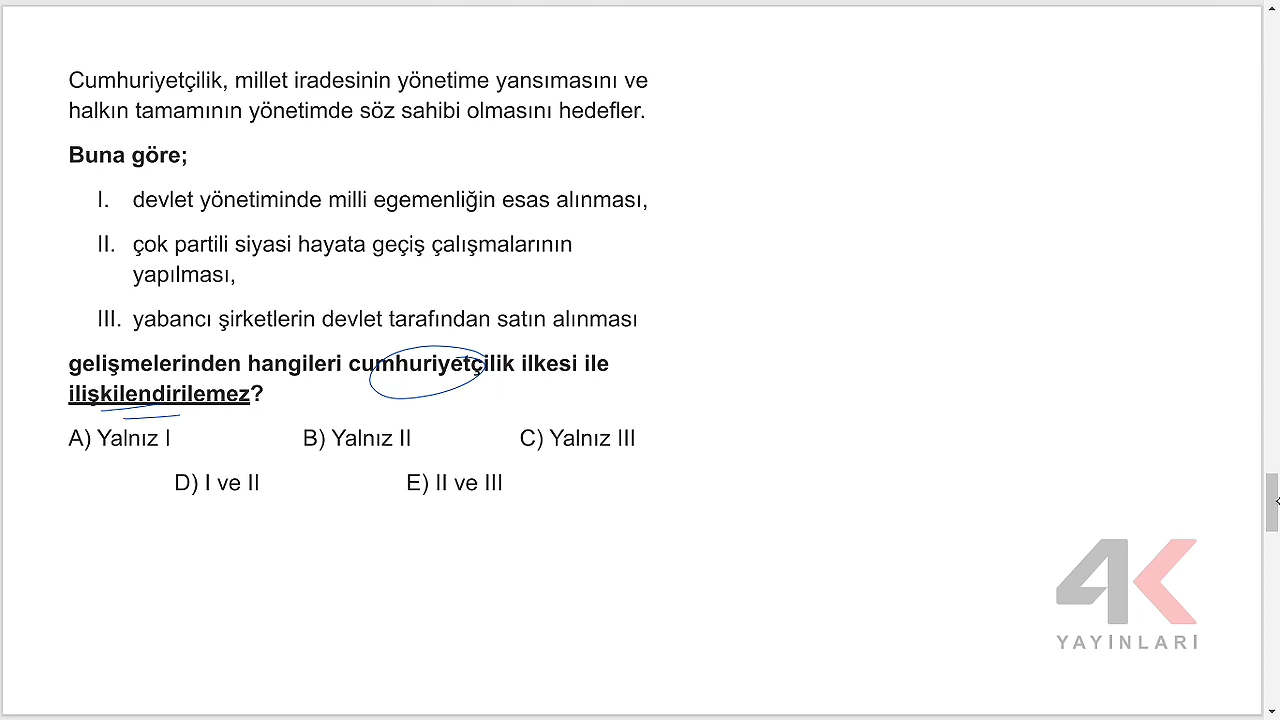 Cumhuriyetçilik, millet iradesinin yönetime yansımasını ve
halkın tamamının yönetimde söz sahibi olmasını hedefler.
Buna göre;
I. devlet yönetiminde milli egemenliğin esas alınması,
II. çok partili siyasi hayata geçiş çalışmalarının
yapılması,
III. yabancı şirketlerin devlet tarafından satın alınması
gelişmelerinden hangileri cumhuriyetçilik ilkesi ile
ilişkilendirilemez?
A) Yalnız I B) Yalnız II C) Yalnız III
D) I ve II E) II ve III
4K
YAYINLARI